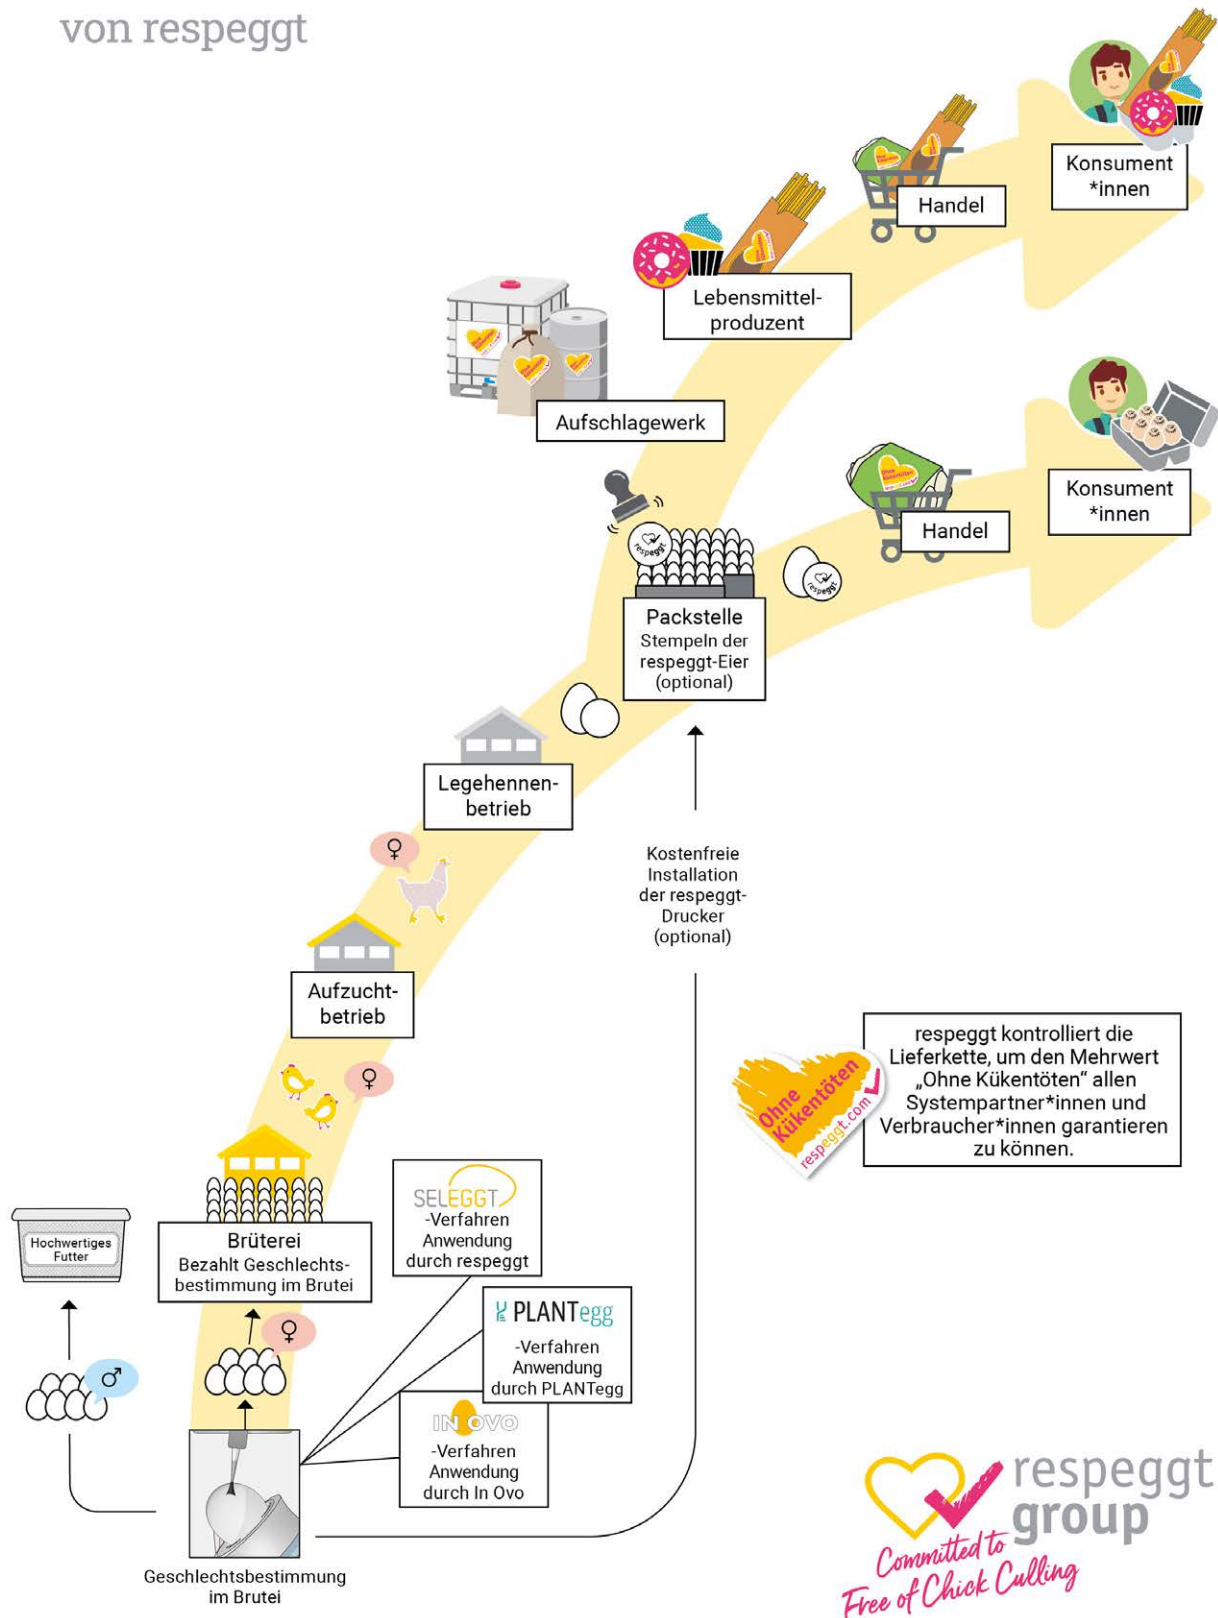 von respeggt
Konsument
*innen
Handel
Lebensmittel-
produzent
Aufschlagewerk
Konsument
*innen
Handel
respeggt
respeggt
Packstelle
Stempeln der
respeggt-Eier
(optional)
Legehennen-
betrieb
Kostenfreie
Installation
der respeggt-
Drucker
(optional)
Aufzucht-
betrieb
Ohne
Kükentöten
respeggt.com
respeggt kontrolliert die
Lieferkette, um den Mehrwert
„Ohne Kükentöten“ allen
Systempartner*innen und
Verbraucher*innen garantieren
zu können.
Hochwertiges
Futter
Brüterei
Bezahlt Geschlechts-
bestimmung im Brutei
SELEGGT
-Verfahren
Anwendung
durch respeggt
PLANTegg
-Verfahren
Anwendung
durch PLANTegg
IN OVO
-Verfahren
Anwendung
durch In Ovo
Geschlechtsbestimmung
im Brutei
respeggt
group
Committed to
Free of Chick Culling